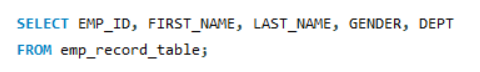 SELECT EMP_ID, FIRST_NAME, LAST_NAME, GENDER, DEPT
FROM emp_record_table;